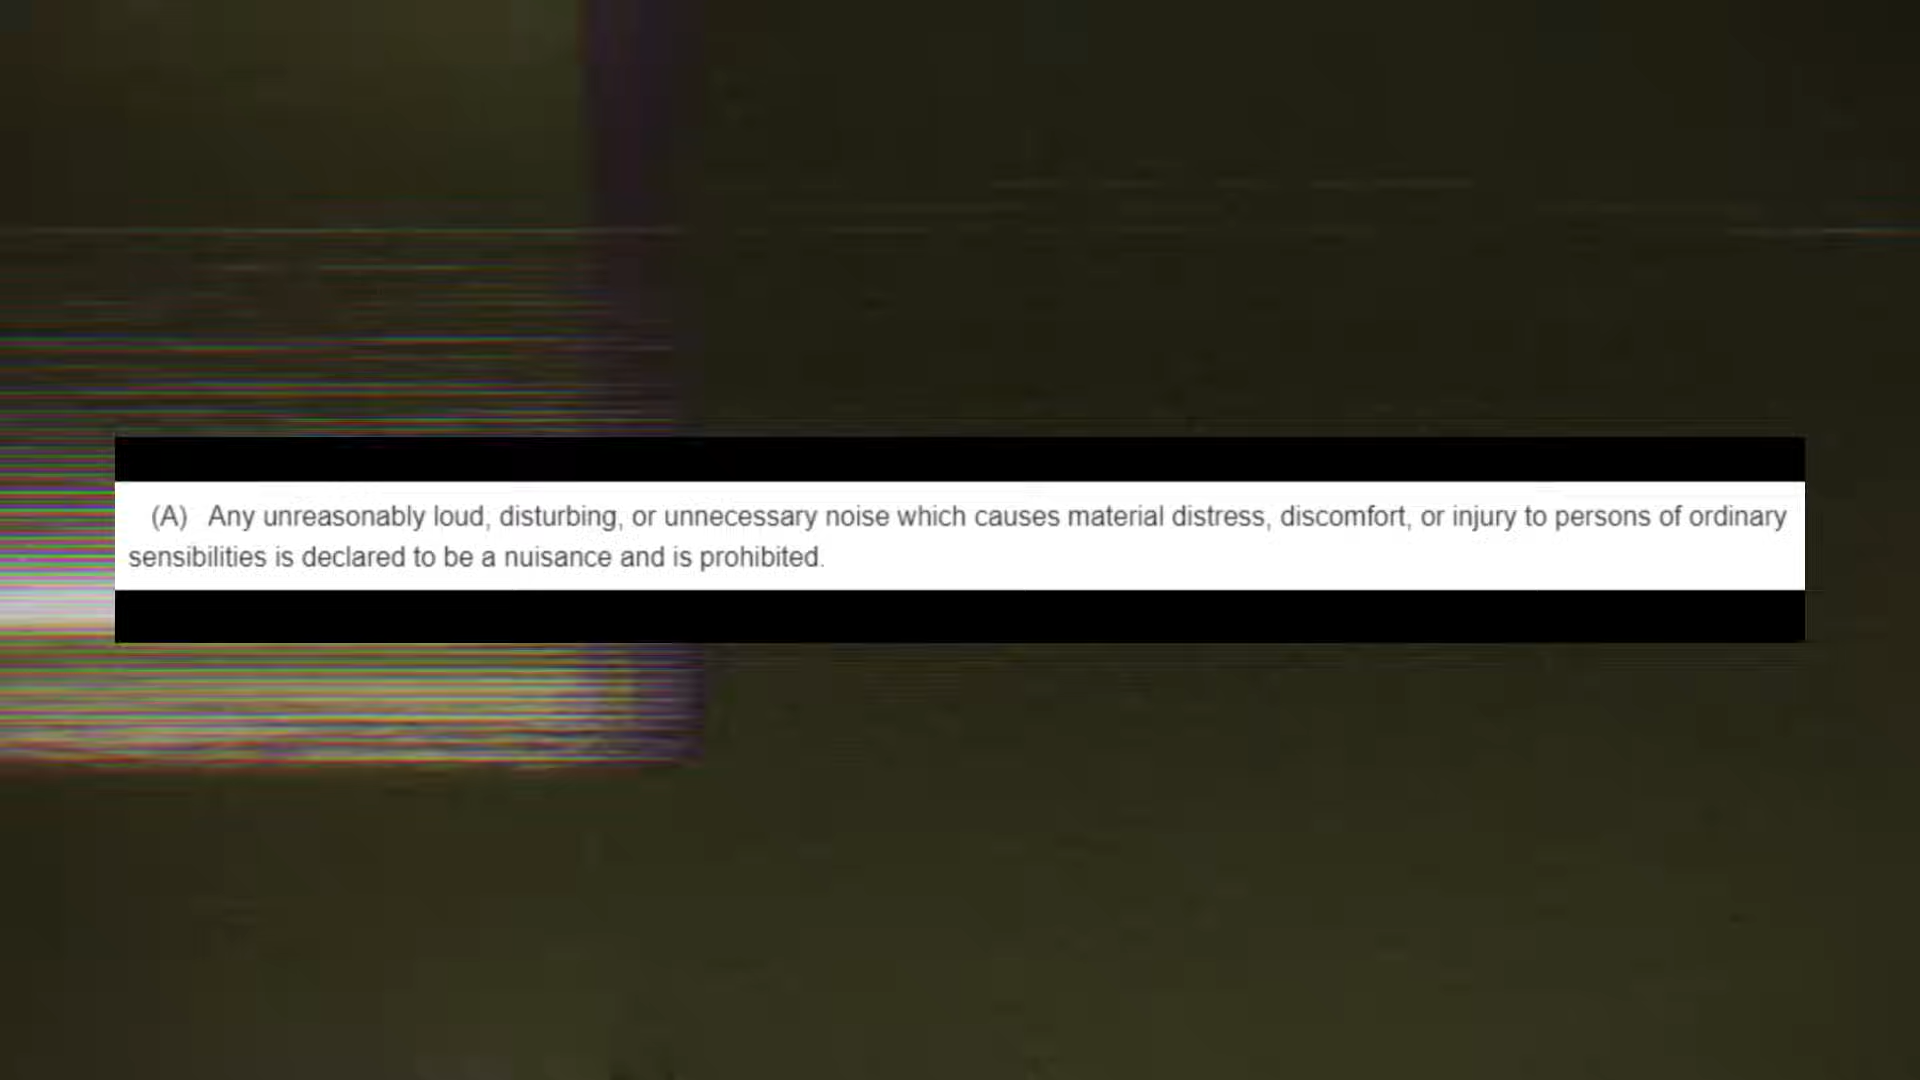 (A) Any unreasonably loud, disturbing, or unnecessary noise which causes material distress, discomfort, or injury to persons of ordinary
sensibilities is declared to be a nuisance and is prohibited.